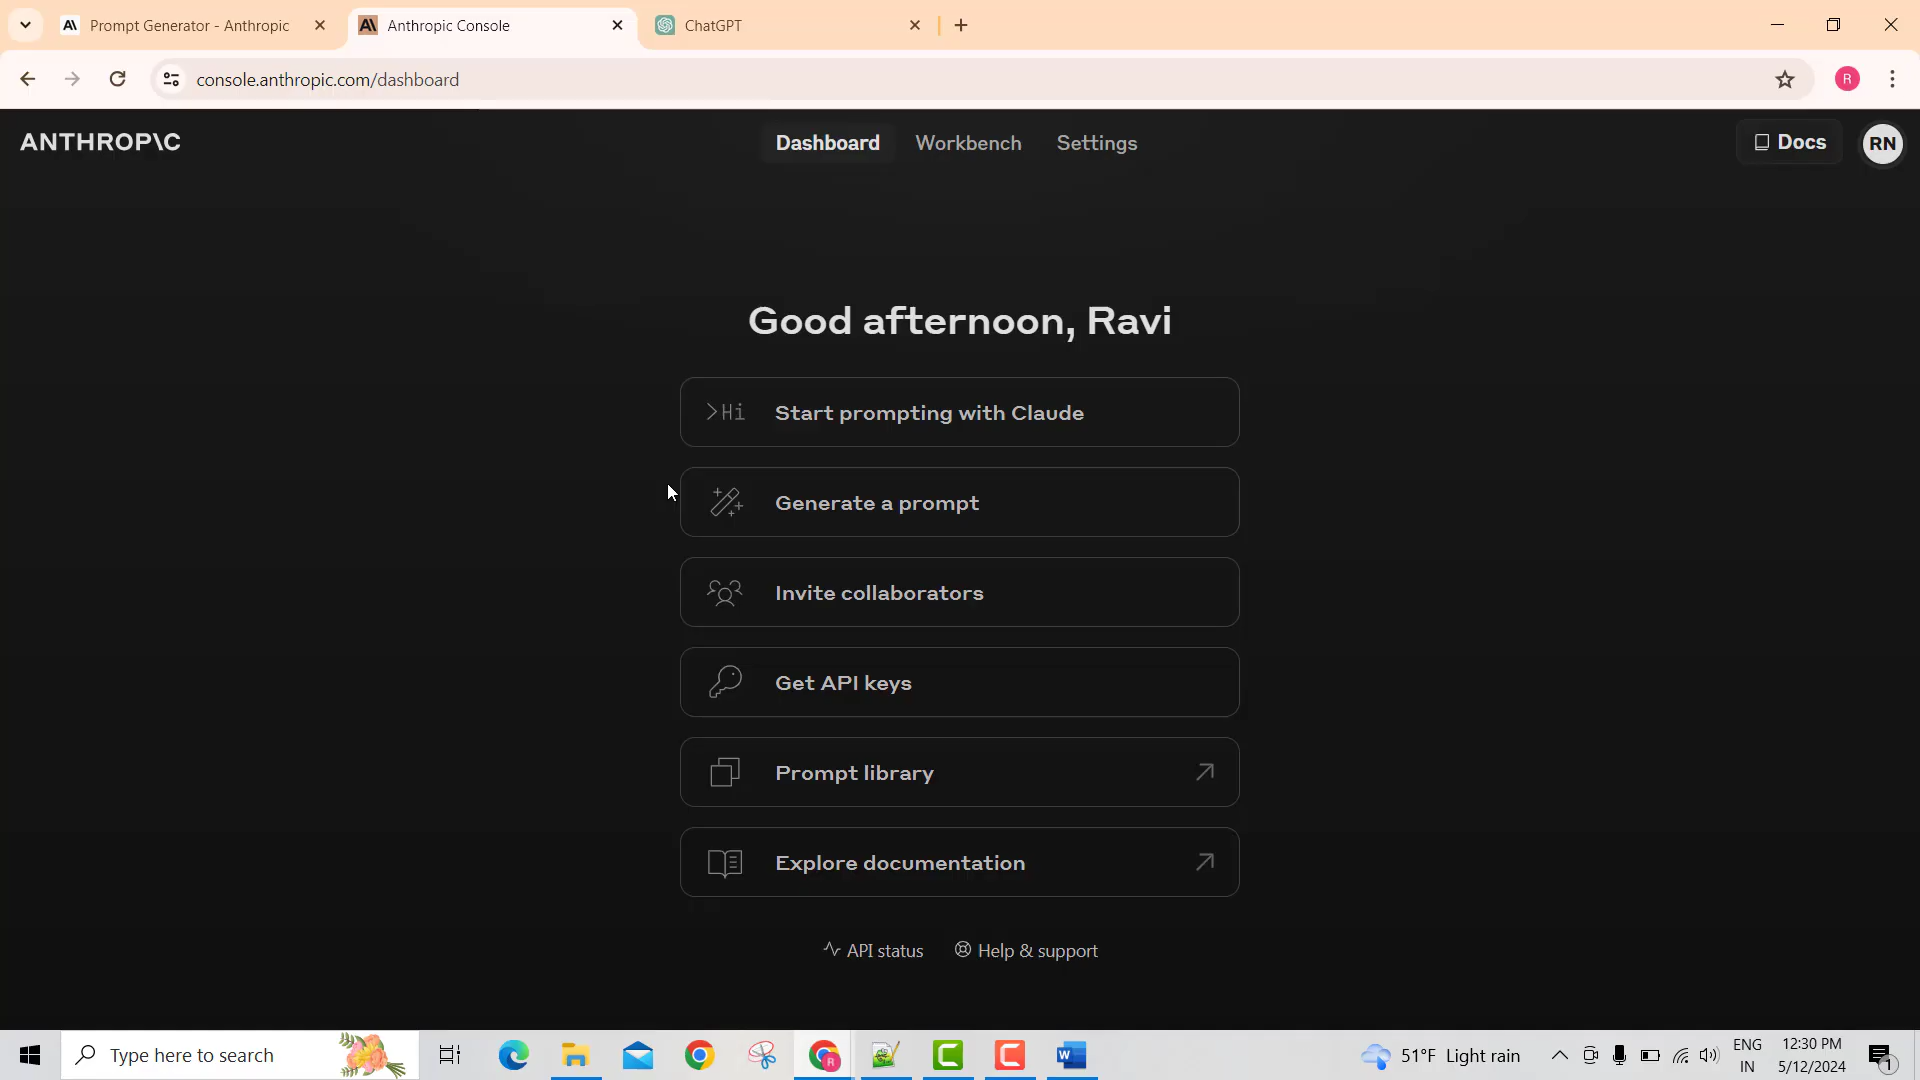 Prompt Generator - Anthropic
Anthropic Console
ChatGPT
console.anthropic.com/dashboard
R
ANTHROP\C
Dashboard
Workbench
Settings
Docs
RN
Good afternoon, Ravi
>Hi
Start prompting with Claude
Generate a prompt
Invite collaborators
Get API keys
Prompt library
Explore documentation
API status
Help & support
Type here to search
51°F Light rain
ENG
IN
12:30 PM
5/12/2024
1